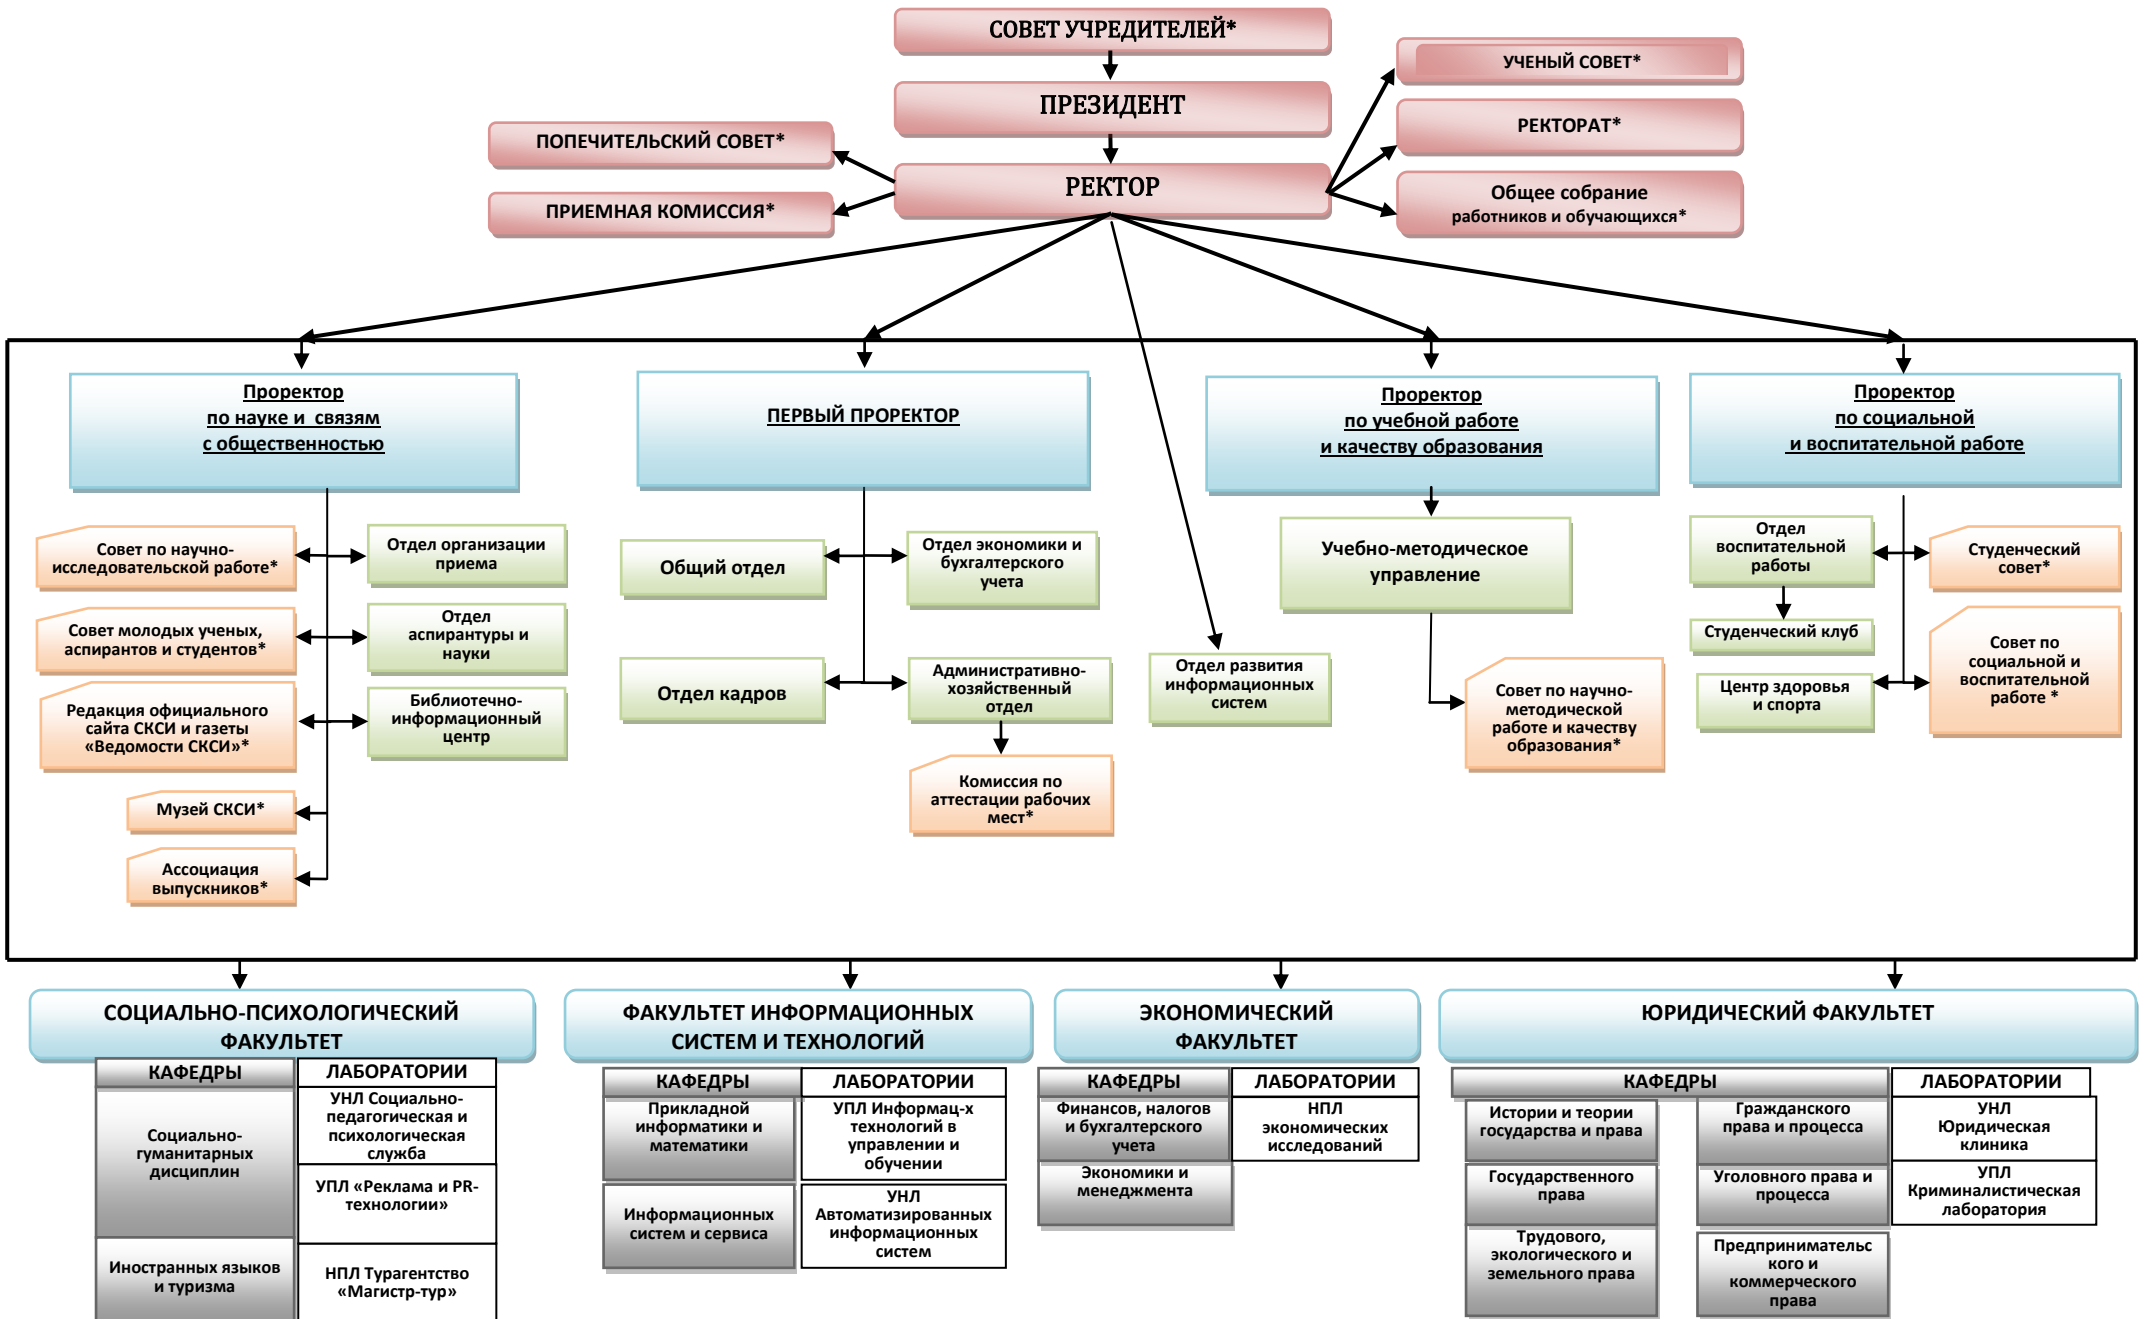 СОВЕТ УЧРЕДИТЕЛЕЙ*
ПРЕЗИДЕНТ
РЕКТОР
ПОПЕЧИТЕЛЬСКИЙ СОВЕТ*
ПРИЕМНАЯ КОМИССИЯ*
УЧЕНЫЙ СОВЕТ*
РЕКТОРАТ*
Общее собрание
работников и обучающихся*
Проректор
по науке и связям
с общественностью
ПЕРВЫЙ ПРОРЕКТОР
Проректор
по учебной работе
и качеству образования
Проректор
по социальной
и воспитательной работе
Совет по научно-
исследовательской работе*
Отдел организации
приема
Совет молодых ученых,
аспирантов и студентов*
Отдел
аспирантуры и
науки
Редакция официального
сайта СКСИ и газеты
«Ведомости СКСИ»*
Библиотечно-
информационный
центр
Музей СКСИ*
Ассоциация
выпускников*
Общий отдел
Отдел экономики и
бухгалтерского
учета
Отдел кадров
Административно-
хозяйственный
отдел
Комиссия по
аттестации рабочих
мест*
Отдел развития
информационных
систем
Учебно-методическое
управление
Совет по научно-
методической
работе и качеству
образования*
Отдел
воспитательной
работы
Студенческий
совет*
Студенческий клуб
Центр здоровья
и спорта
Совет по
социальной и
воспитательной
работе *
СОЦИАЛЬНО-ПСИХОЛОГИЧЕСКИЙ
ФАКУЛЬТЕТ
КАФЕДРЫ
ЛАБОРАТОРИИ
Социально-
гуманитарных
дисциплин
УНЛ Социально-
педагогическая и
психологическая
служба
УПЛ «Реклама и PR-
технологии»
Иностранных языков
и туризма
НПЛ Турагентство
«Магистр-тур»
ФАКУЛЬТЕТ ИНФОРМАЦИОННЫХ
СИСТЕМ И ТЕХНОЛОГИЙ
КАФЕДРЫ
ЛАБОРАТОРИИ
Прикладной
информатики и
математики
УПЛ Информац-х
технологий в
управлении и
обучении
Информационных
систем и сервиса
УНЛ
Автоматизированных
информационных
систем
ЭКОНОМИЧЕСКИЙ
ФАКУЛЬТЕТ
КАФЕДРЫ
ЛАБОРАТОРИИ
Финансов, налогов
и бухгалтерского
учета
НПЛ
экономических
исследований
Экономики и
менеджмента
ЮРИДИЧЕСКИЙ ФАКУЛЬТЕТ
КАФЕДРЫ
ЛАБОРАТОРИИ
Истории и теории
государства и права
Гражданского
права и процесса
УНЛ
Юридическая
клиника
Государственного
права
Уголовного права и
процесса
УПЛ
Криминалистическая
лаборатория
Трудового,
экологического и
земельного права
Предпринимательс
кого и
коммерческого
права